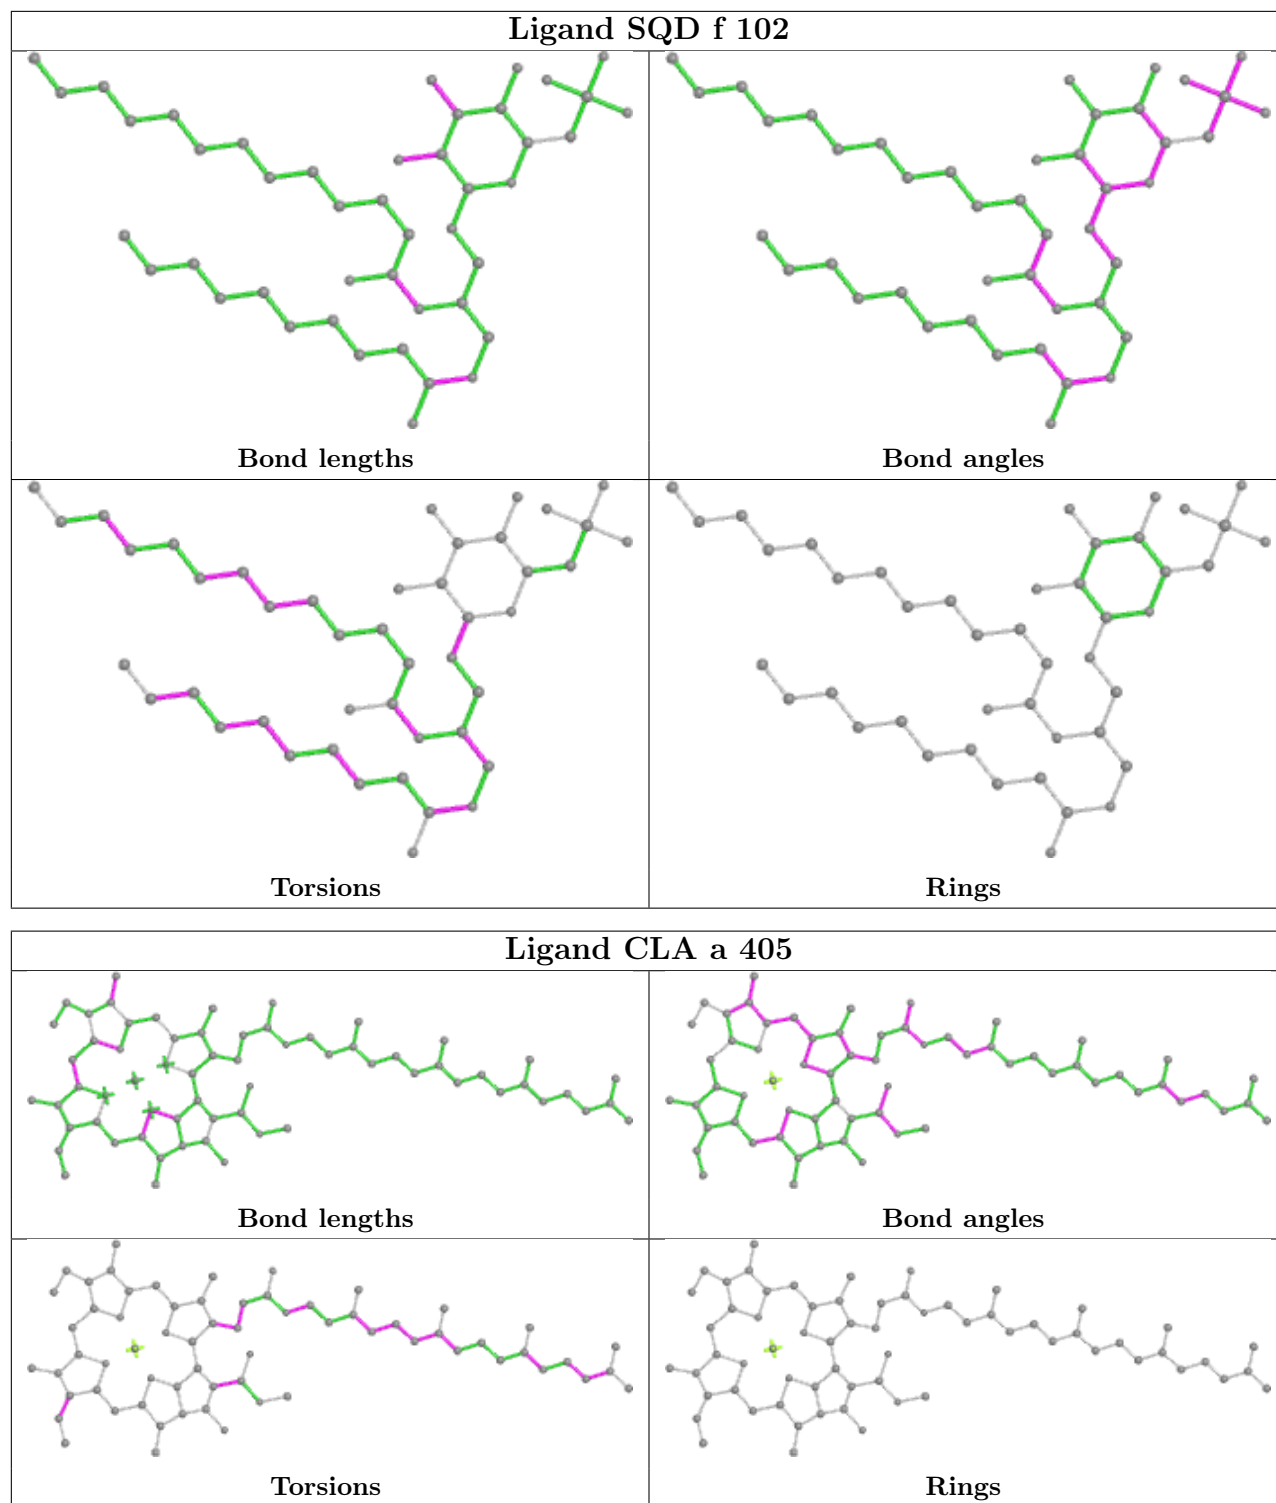 Ligand SQD f 102
Bond lengths
Bond angles
Torsions
Rings
Ligand CLA a 405
Bond lengths
Bond angles
Torsions
Rings